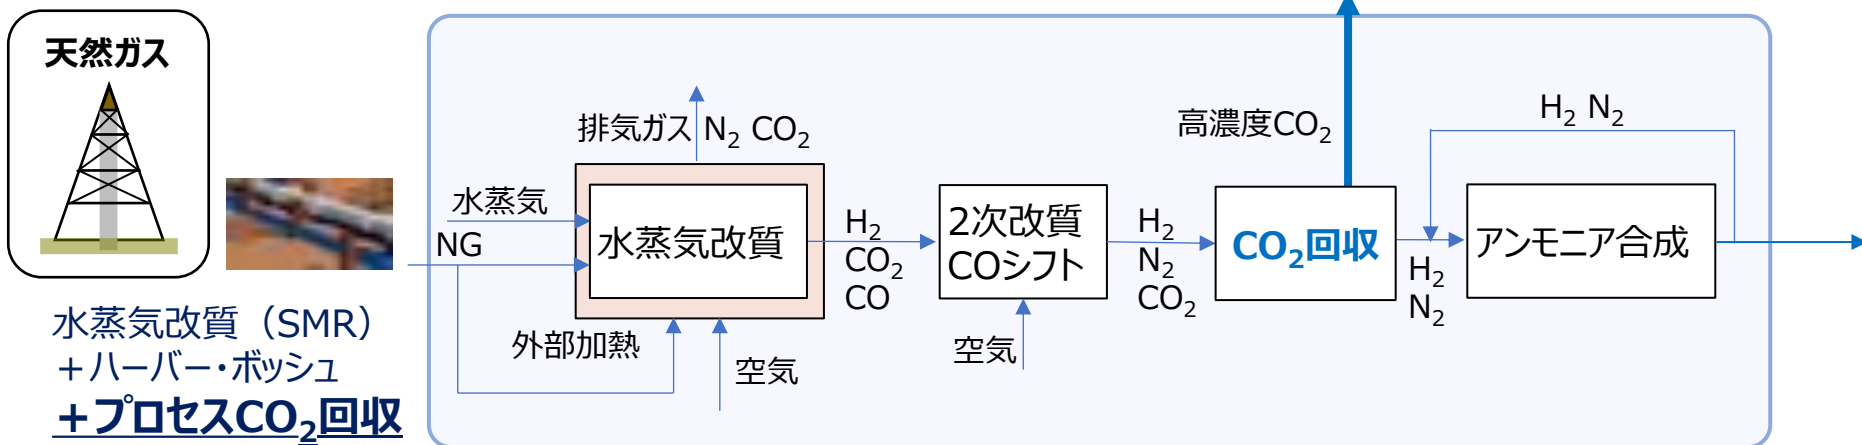 天然ガス
水蒸気改質（SMR）
＋ハーバー・ボッシュ
＋プロセスCO₂回収
排気ガス N₂ CO₂
水蒸気
NG
水蒸気改質
外部加熱
空気
H₂
CO₂
CO
2次改質
COシフト
空気
H₂
N₂
CO₂
高濃度CO₂
CO₂回収
H₂
N₂
H₂ N₂
アンモニア合成